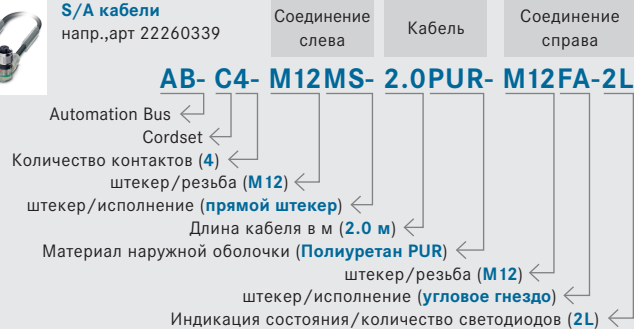 S/A кабели
напр.,арт 22260339
Соединение
слева
Кабель
Соединение
справа
AB- C4- M12MS- 2.0PUR- M12FA-2L
Automation Bus
Cordset
Количество контактов (4)
штекер/резьба (M12)
штекер/исполнение (прямой штекер)
Длина кабеля в м (2.0 м)
Материал наружной оболочки (Полиуретан PUR)
штекер/резьба (M12)
штекер/исполнение (угловое гнездо)
Индикация состояния/количество светодиодов (2L)